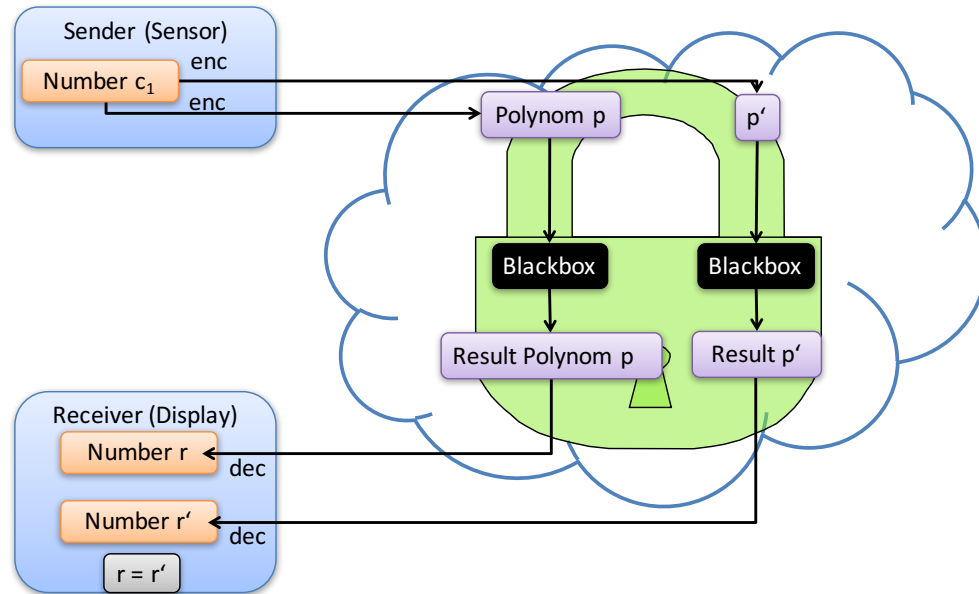 Sender (Sensor)
Number c₁
enc
enc
Polynom p
p‘
Blackbox
Blackbox
Result Polynom p
Result p‘
Receiver (Display)
Number r
dec
Number r‘
dec
r = r‘